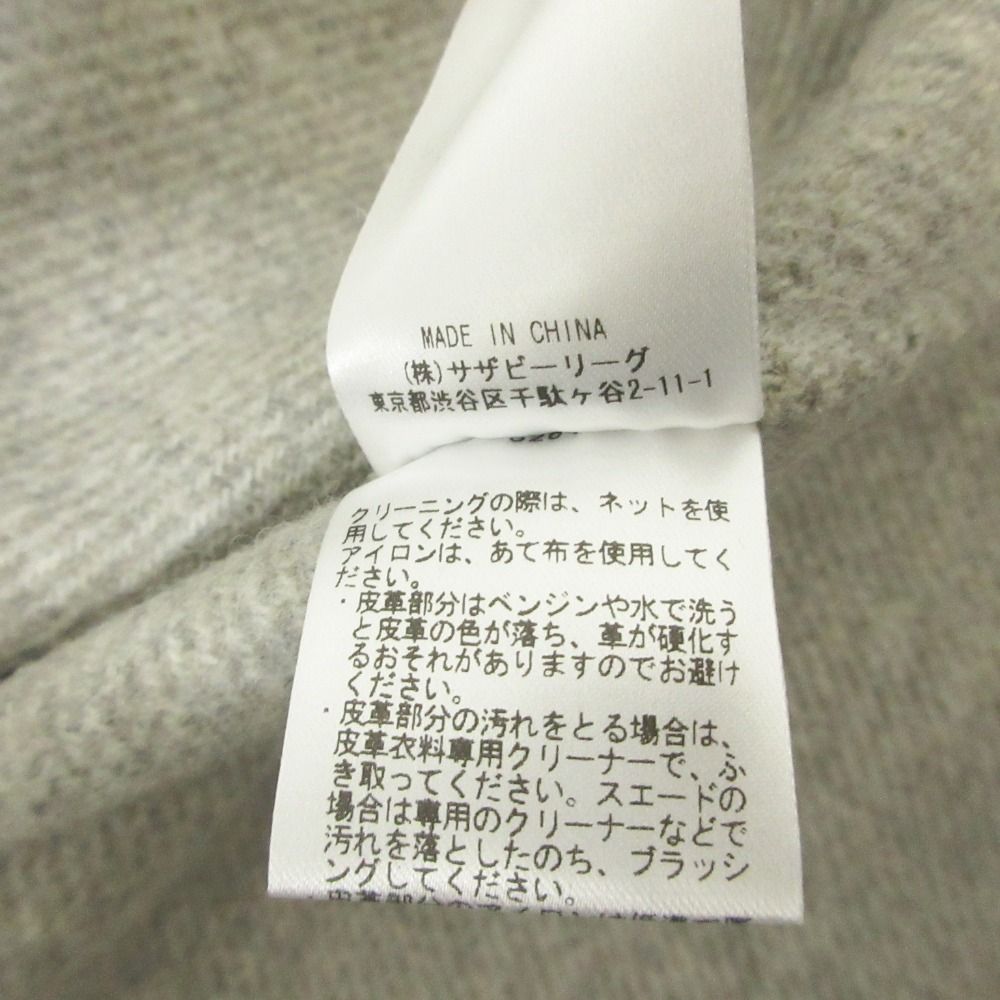 MADE IN CHINA
(株)サザビーリーグ
東京都渋谷区千駄ケ谷2-11-1
クリーニングの際は、ネットを使
用してください。
アイロンは、あて布を使用してく
ださい。
・皮革部分はベンジンや水で洗う
と皮革の色が落ち、革が硬化す
るおそれがありますのでお避け
ください。
・皮革部分の汚れをとる場合は、
皮革衣料専用クリーナーで、ふ
き取ってください。スエードの
場合は専用のクリーナーなどで
汚れを落としたのち、ブラッシ
ングしてください。